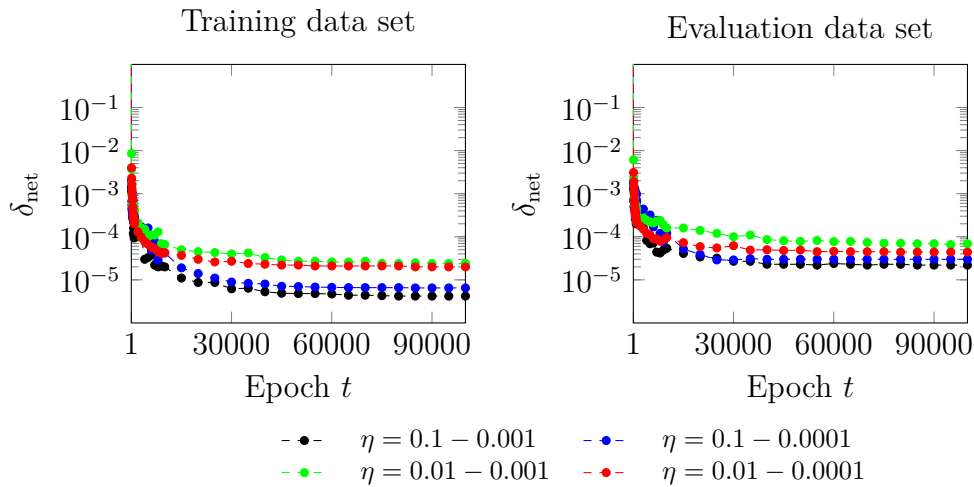 Training data set
Evaluation data set
10⁻¹
10⁻²
10⁻³
10⁻⁴
10⁻⁵
δnet
1 30000 60000 90000
Epoch t
10⁻¹
10⁻²
10⁻³
10⁻⁴
10⁻⁵
δnet
1 30000 60000 90000
Epoch t
η = 0.1 − 0.001
η = 0.1 − 0.0001
η = 0.01 − 0.001
η = 0.01 − 0.0001